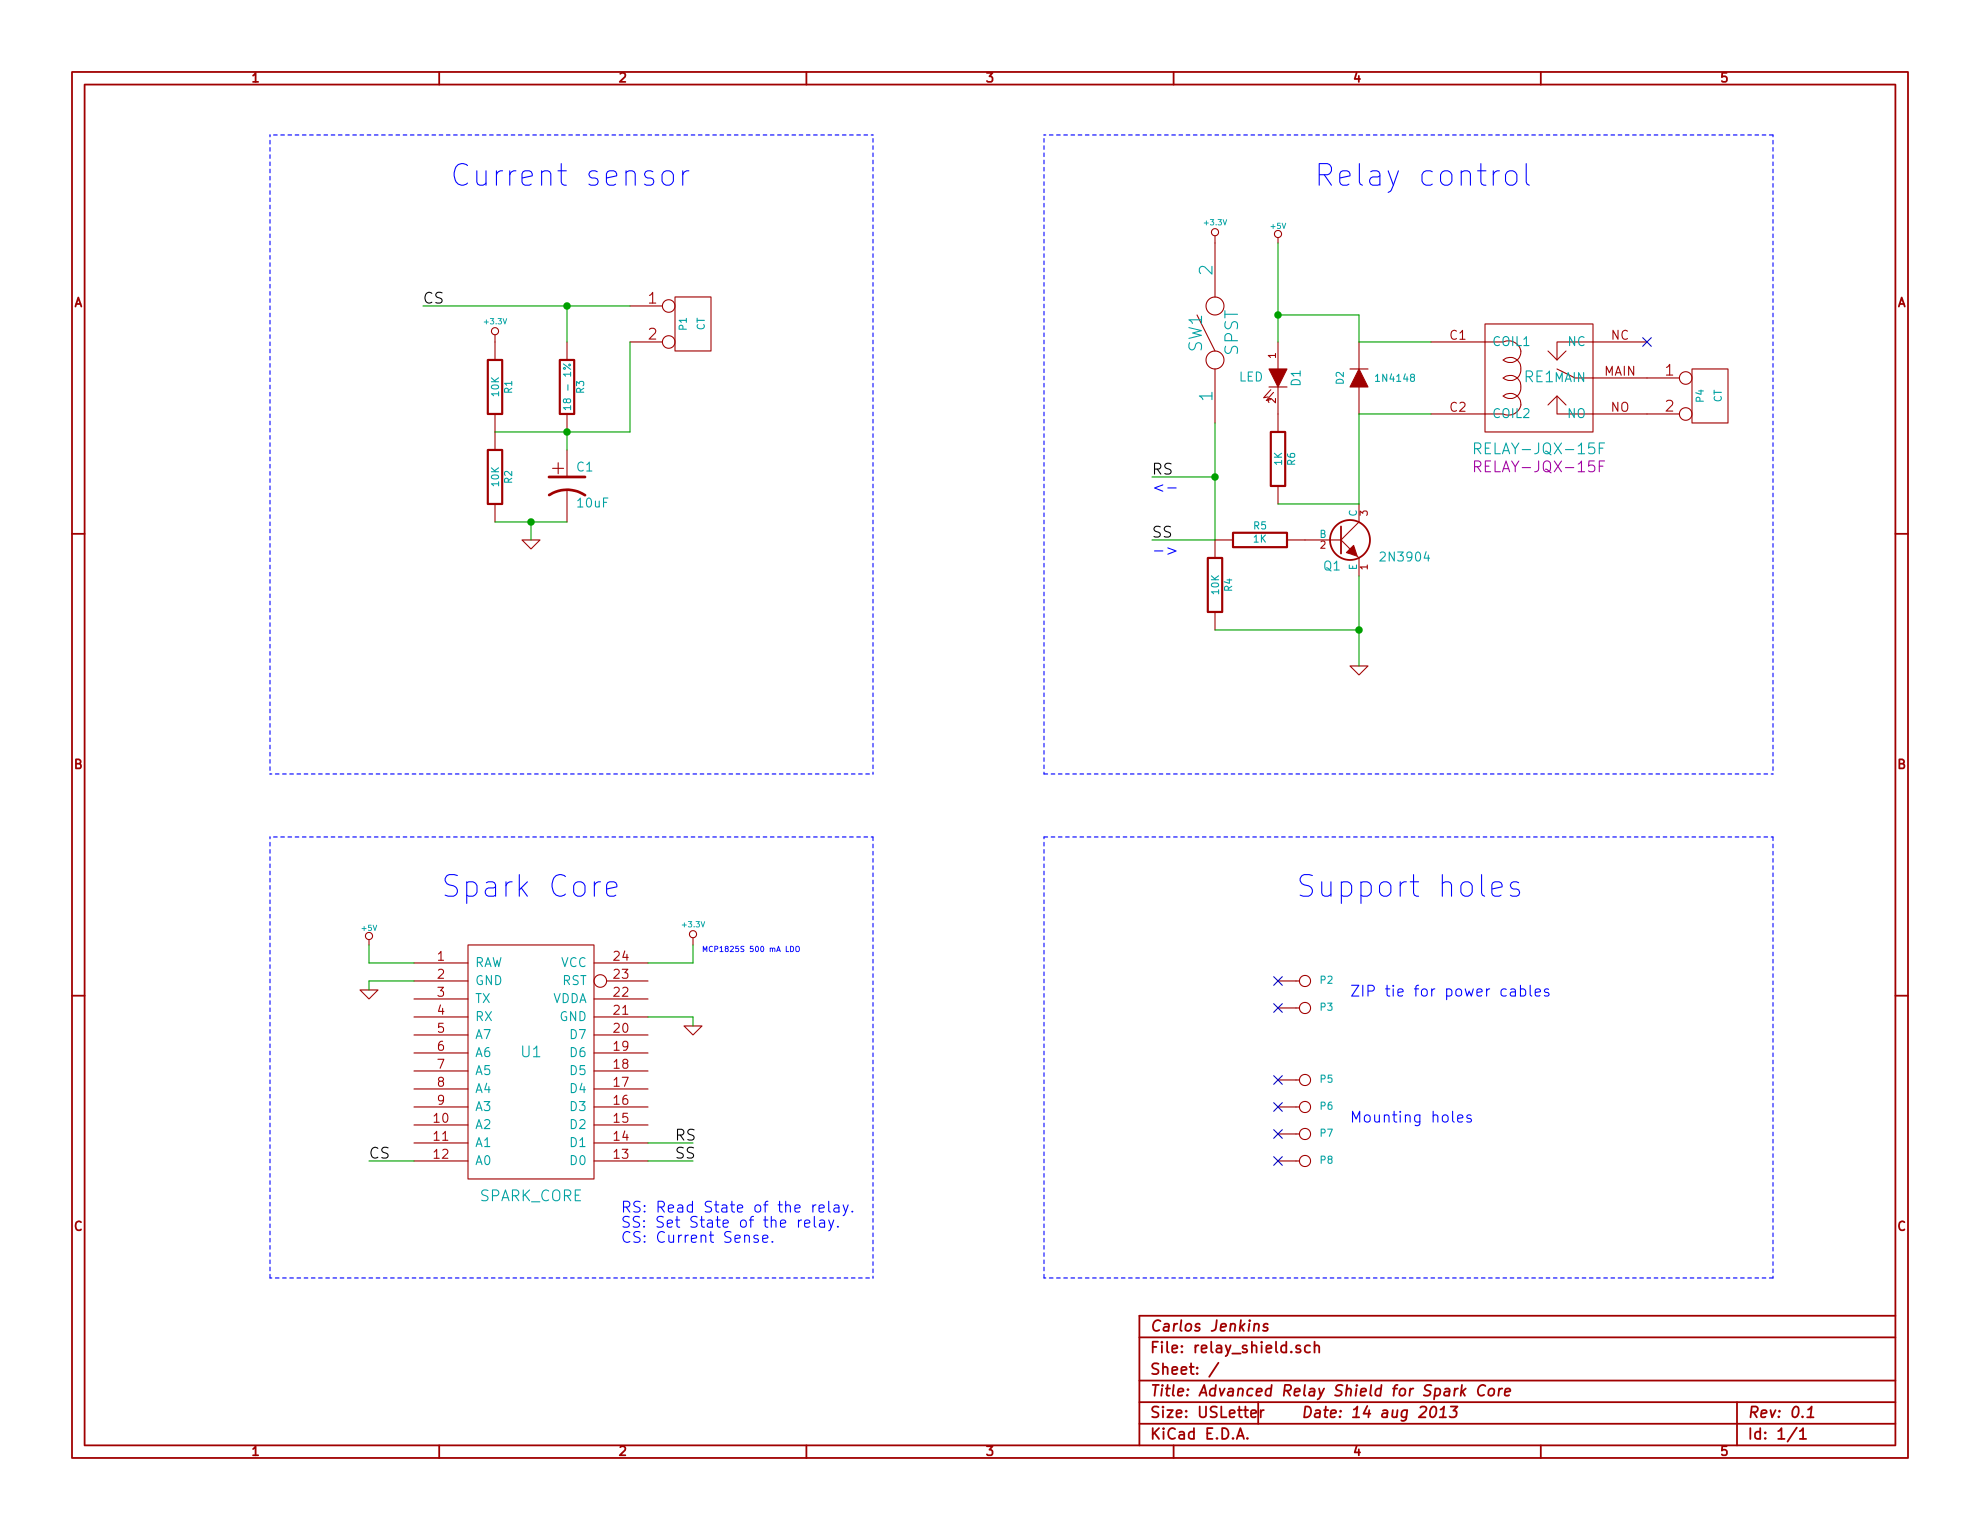 1 2 3 4 5
A A
B B
C C
Current sensor
CS
+3.3V
10K
R1
18 - 1%
R3
1
2
P1
CT
10K
R2
+
C1
10uF
Relay control
+3.3V
+5V
2
SW1
SPST
1
LED
1
D1
2
D2
1N4148
1K
R6
C1
C2
COIL1
COIL2
RE1
NC
MAIN
NO
NC
MAIN
NO
1
2
P4
CT
RELAY-JQX-15F
RELAY-JQX-15F
RS
<-
SS
->
R5
1K
B
2
C
3
E
1
Q1
2N3904
10K
R4
Spark Core
+5V
+3.3V
MCP1825S 500 mA LDO
1 RAW VCC 24
2 GND RST 23
3 TX VDDA 22
4 RX GND 21
5 A7 D7 20
6 A6 D6 19
7 A5 D5 18
8 A4 D4 17
9 A3 D3 16
10 A2 D2 15
11 A1 D1 14 RS
CS 12 A0 D0 13 SS
U1
SPARK_CORE
RS: Read State of the relay.
SS: Set State of the relay.
CS: Current Sense.
Support holes
P2
P3
ZIP tie for power cables
P5
P6
P7
P8
Mounting holes
Carlos Jenkins
File: relay_shield.sch
Sheet: /
Title: Advanced Relay Shield for Spark Core
Size: USLetter Date: 14 aug 2013 Rev: 0.1
KiCad E.D.A. Id: 1/1
1 2 3 4 5